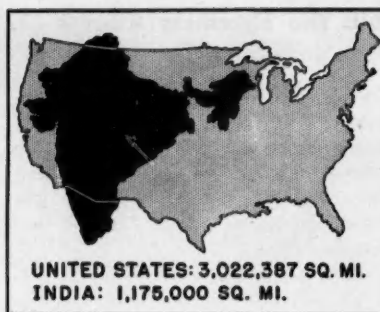 UNITED STATES: 3,022,387 SQ. MI.
INDIA: 1,175,000 SQ. MI.